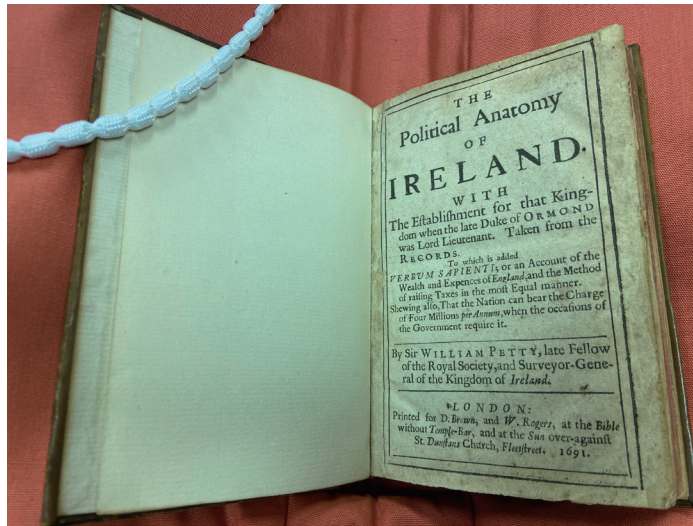 THE
Political Anatomy
OF
IRELAND.
WITH
The Eſtabliſhment for that King-
dom when the late Duke of ORMOND
was Lord Lieutenant. Taken from the
RECORDS.
To which is added
VERBUM SAPIENTI; or an Account of the
Wealth and Expences of England, and the Method
of raiſing Taxes in the moſt Equal manner.
Shewing alſo, That the Nation can bear the Charge
of Four Millions per Annum, when the occaſions of
the Government require it.
By Sir WILLIAM PETTY, late Fellow
of the Royal Society, and Surveyor-Gene-
ral of the Kingdom of Ireland.
LONDON:
Printed for D. Brown, and W. Rogers, at the Bible
without Temple-Bar, and at the Sun over-againſt
St. Dunſtans Church, Fleetſtreet. 1691.